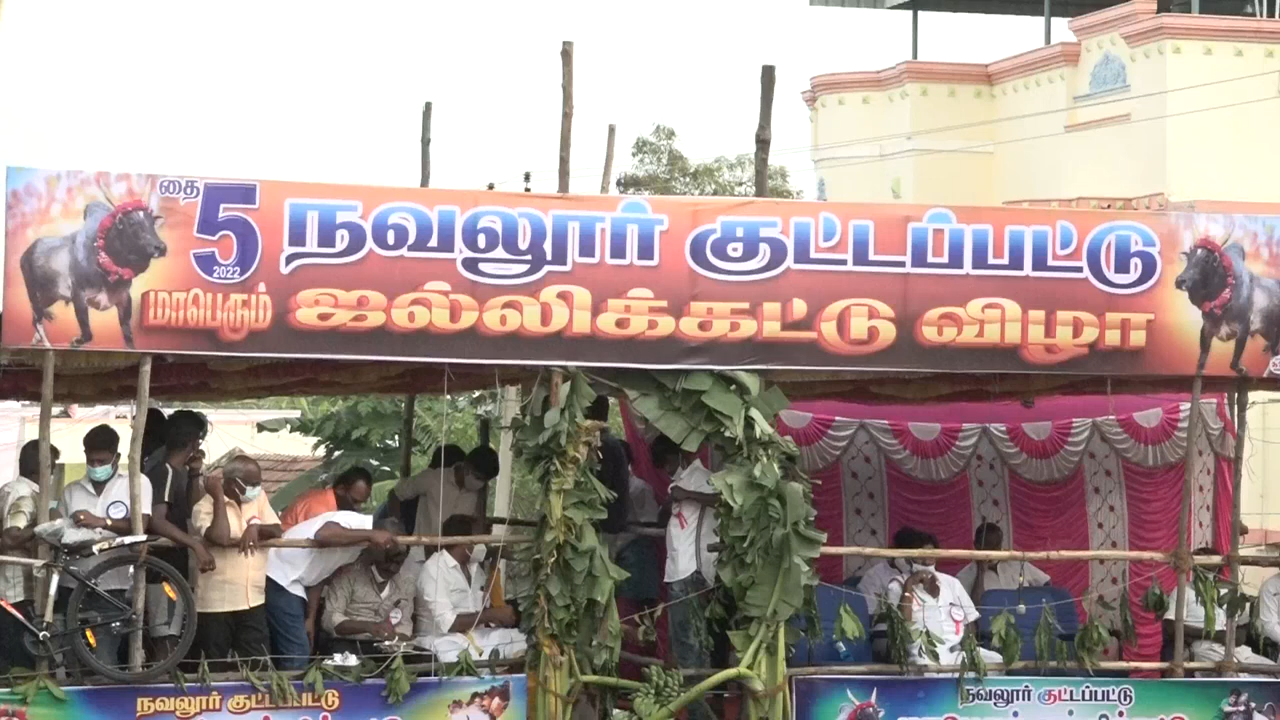 தை
5
2022
நவலூர் குட்டப்பட்டு
மாபெரும் ஜல்லிக்கட்டு விழா
நவலூர் குட்டப்பட்டு
நவலூர் குட்டப்பட்டு